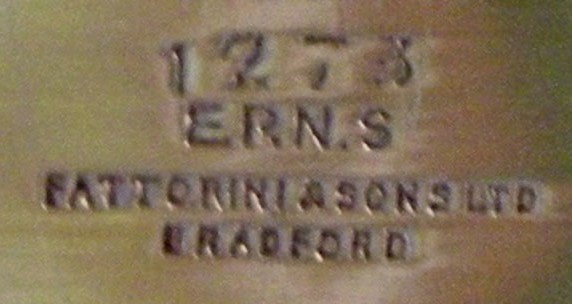 1273
E.P.N.S
FATTORINI & SONS LTD
BRADFORD